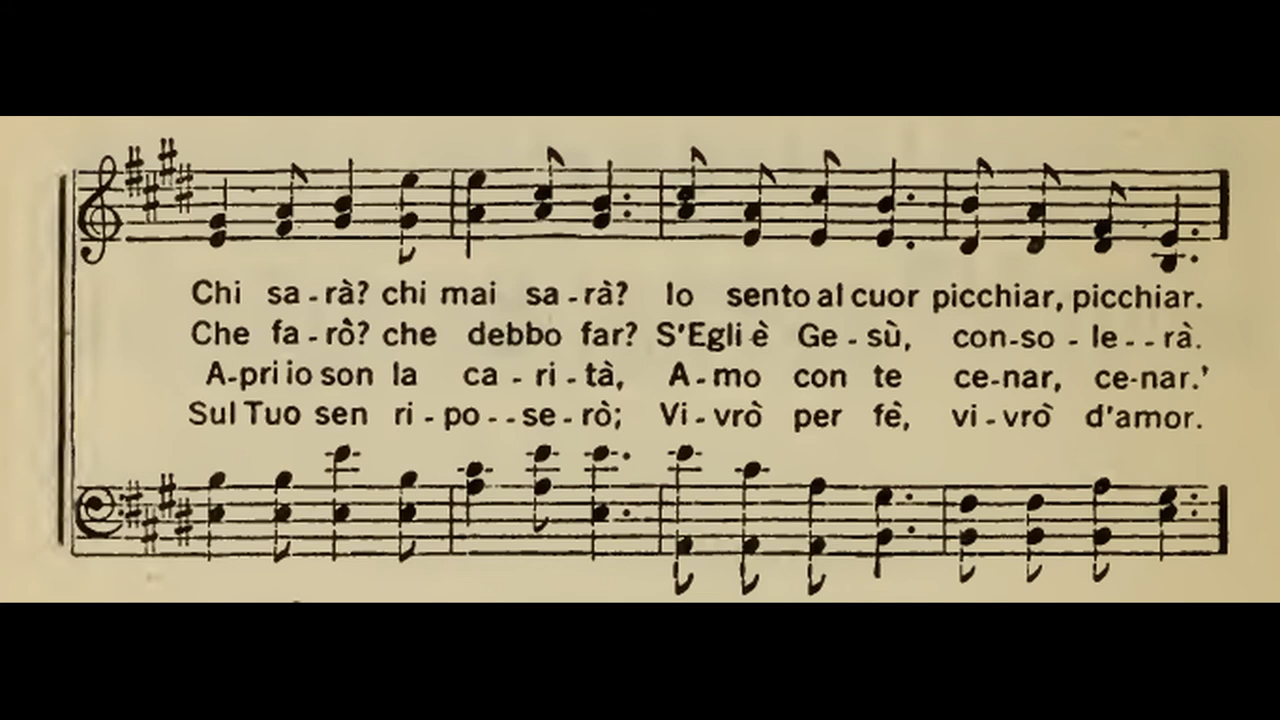 Chi sa-rà? chi mai sa-rà? Io sento al cuor picchiar, picchiar.
Che fa-rô? che debbo far? S'Egli è Ge-sù, con-so-le--rà.
A-pri io son la ca-ri-tà, A-mo con te ce-nar, ce-nar.'
Sul Tuo sen ri-po--se-rò; Vi-vrò per fè, vi-vrò d'amor.